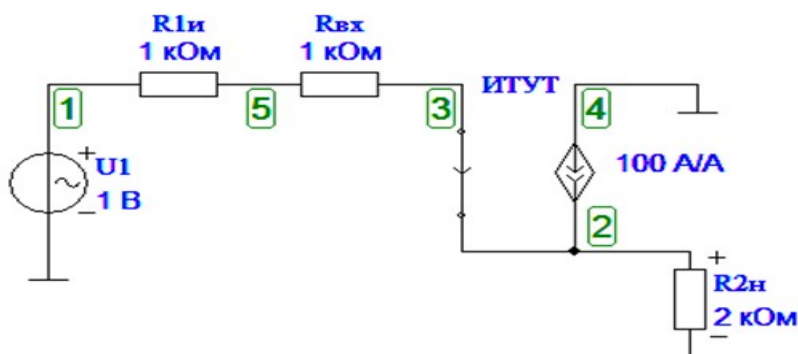 R1и
1 кОм
Rвх
1 кОм
ИТУТ
1
5
3
4
U1
1 В
100 А/А
2
R2н
2 кОм